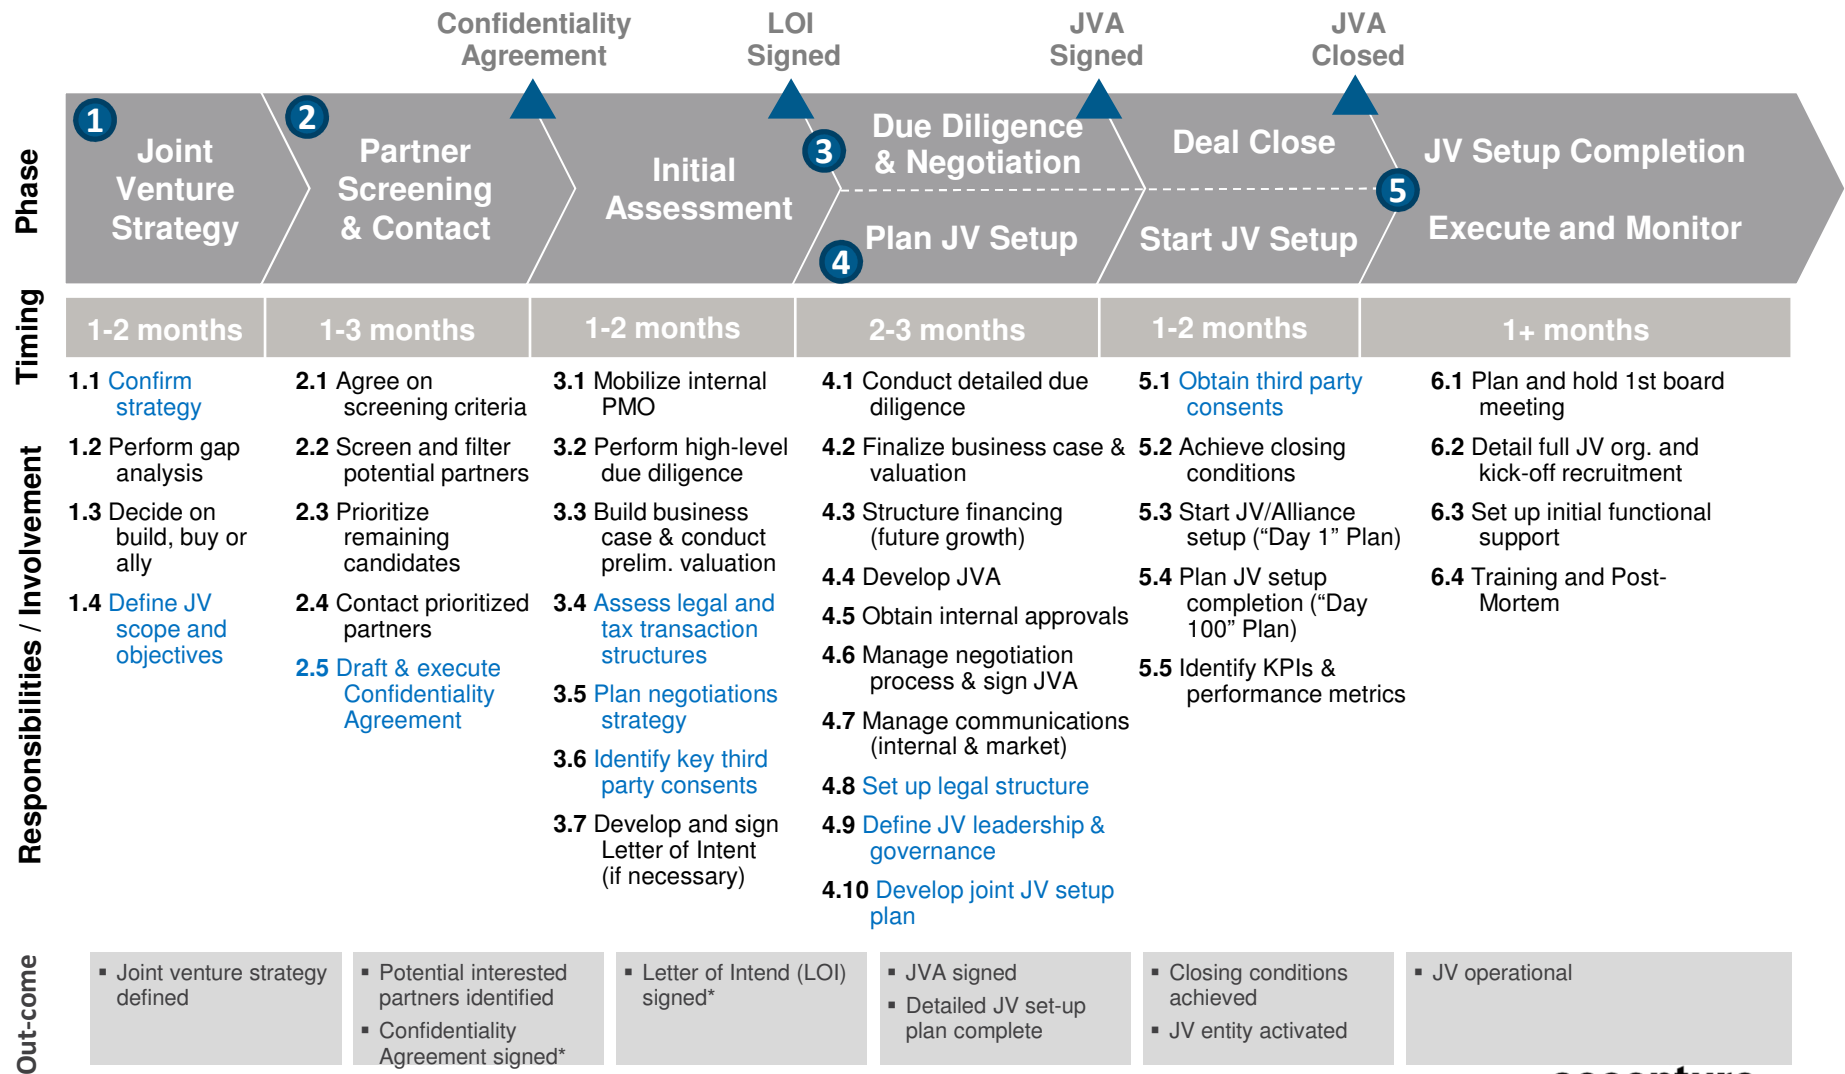 Confidentiality
Agreement
LOI
Signed
JVA
Signed
JVA
Closed
Phase
1
Joint
Venture
Strategy
2
Partner
Screening
& Contact
Initial
Assessment
3
Due Diligence
& Negotiation
4
Plan JV Setup
Deal Close
Start JV Setup
5
JV Setup Completion
Execute and Monitor
Timing
1-2 months
1-3 months
1-2 months
2-3 months
1-2 months
1+ months
Responsibilities / Involvement
1.1 Confirm
strategy
1.2 Perform gap
analysis
1.3 Decide on
build, buy or
ally
1.4 Define JV
scope and
objectives
2.1 Agree on
screening criteria
2.2 Screen and filter
potential partners
2.3 Prioritize
remaining
candidates
2.4 Contact prioritized
partners
2.5 Draft & execute
Confidentiality
Agreement
3.1 Mobilize internal
PMO
3.2 Perform high-level
due diligence
3.3 Build business
case & conduct
prelim. valuation
3.4 Assess legal and
tax transaction
structures
3.5 Plan negotiations
strategy
3.6 Identify key third
party consents
3.7 Develop and sign
Letter of Intent
(if necessary)
4.1 Conduct detailed due
diligence
4.2 Finalize business case &
valuation
4.3 Structure financing
(future growth)
4.4 Develop JVA
4.5 Obtain internal approvals
4.6 Manage negotiation
process & sign JVA
4.7 Manage communications
(internal & market)
4.8 Set up legal structure
4.9 Define JV leadership &
governance
4.10 Develop joint JV setup
plan
5.1 Obtain third party
consents
5.2 Achieve closing
conditions
5.3 Start JV/Alliance
setup (“Day 1” Plan)
5.4 Plan JV setup
completion (“Day
100” Plan)
5.5 Identify KPIs &
performance metrics
6.1 Plan and hold 1st board
meeting
6.2 Detail full JV org. and
kick-off recruitment
6.3 Set up initial functional
support
6.4 Training and Post-
Mortem
Out-come
▪ Joint venture strategy
defined
▪ Potential interested
partners identified
▪ Confidentiality
Agreement signed*
▪ Letter of Intend (LOI)
signed*
▪ JVA signed
▪ Detailed JV set-up
plan complete
▪ Closing conditions
achieved
▪ JV entity activated
▪ JV operational